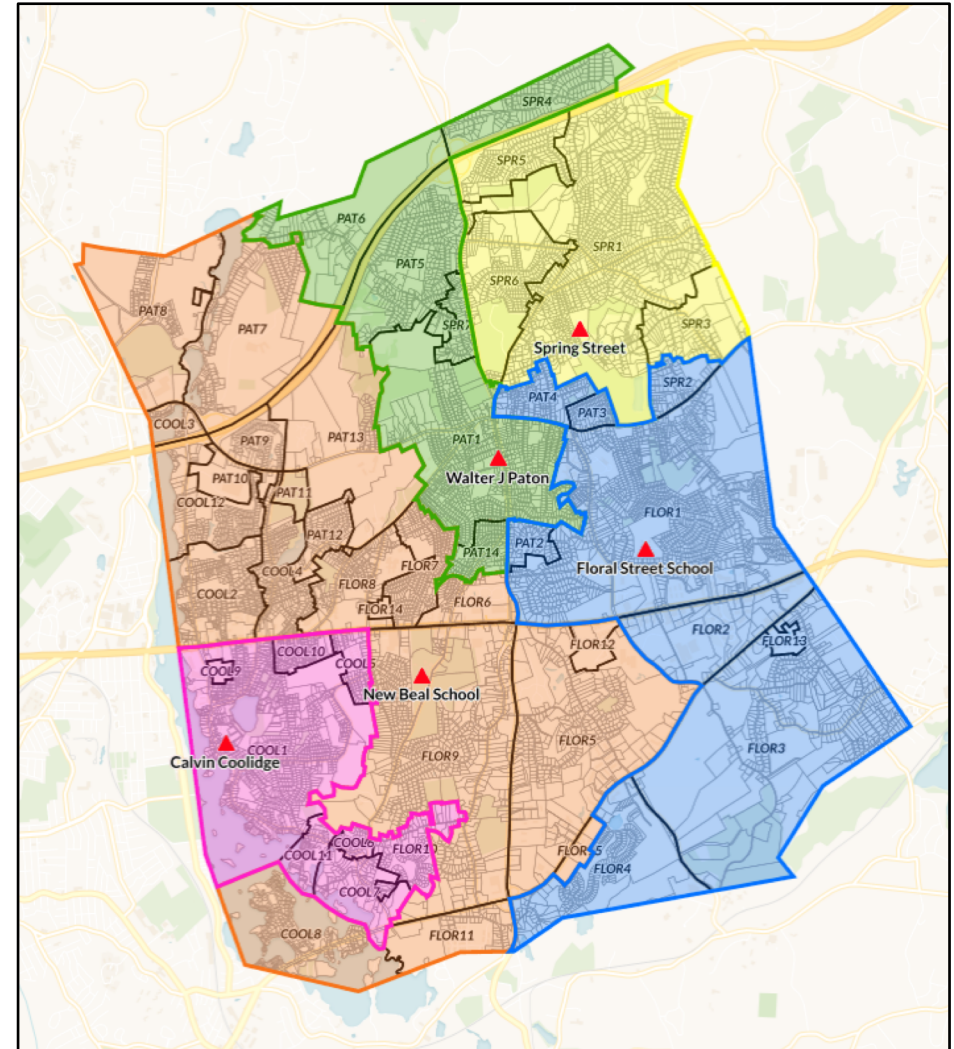 SPR4
SPR5
PAT6
SPR1
PAT5
SPR6
PAT8
PAT7
SPR3
Spring Street
SPR2
PAT4
PAT3
COOL3
PAT9
PAT13
PAT1
Walter J Paton
PAT10
PAT11
COOL12
FLOR1
PAT12
PAT2
PAT14
Floral Street School
COOL4
FLOR7
FLOR8
COOL2
FLOR14
FLOR6
FLOR2
FLOR13
FLOR12
COOL10
COOL9
New Beal School
COOL1
FLOR5
FLOR3
Calvin Coolidge
FLOR9
COOL6
FLOR10
COOL11
FLOR4
COOL8
FLOR11